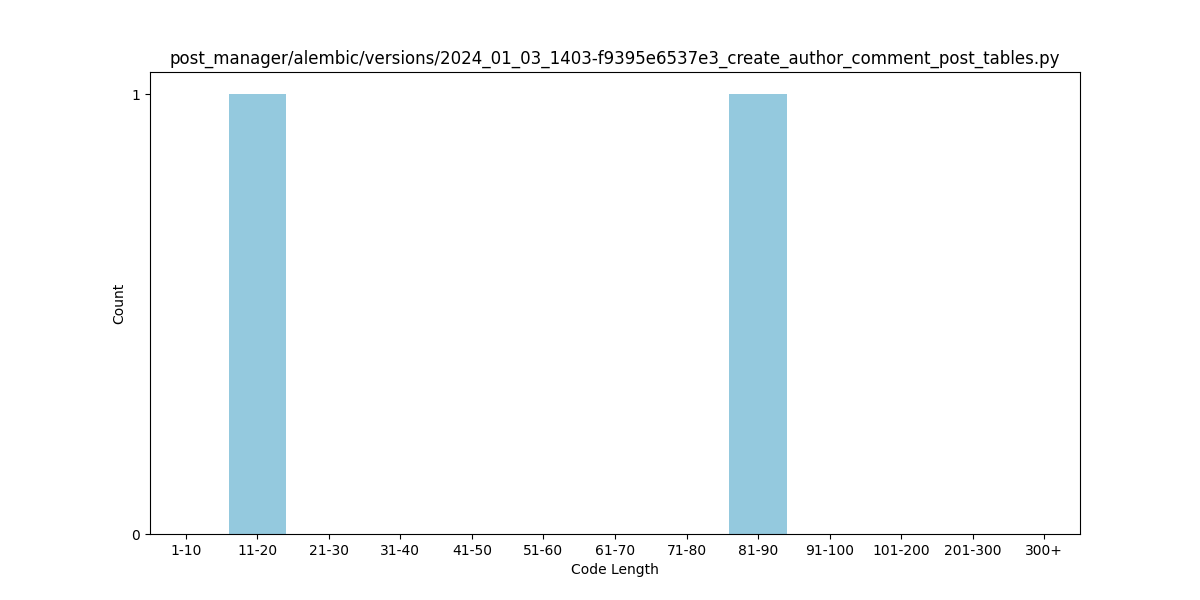 post_manager/alembic/versions/2024_01_03_1403-f9395e6537e3_create_author_comment_post_tables.py
1
Count
0
1-10 11-20 21-30 31-40 41-50 51-60 61-70 71-80 81-90 91-100 101-200 201-300 300+
Code Length